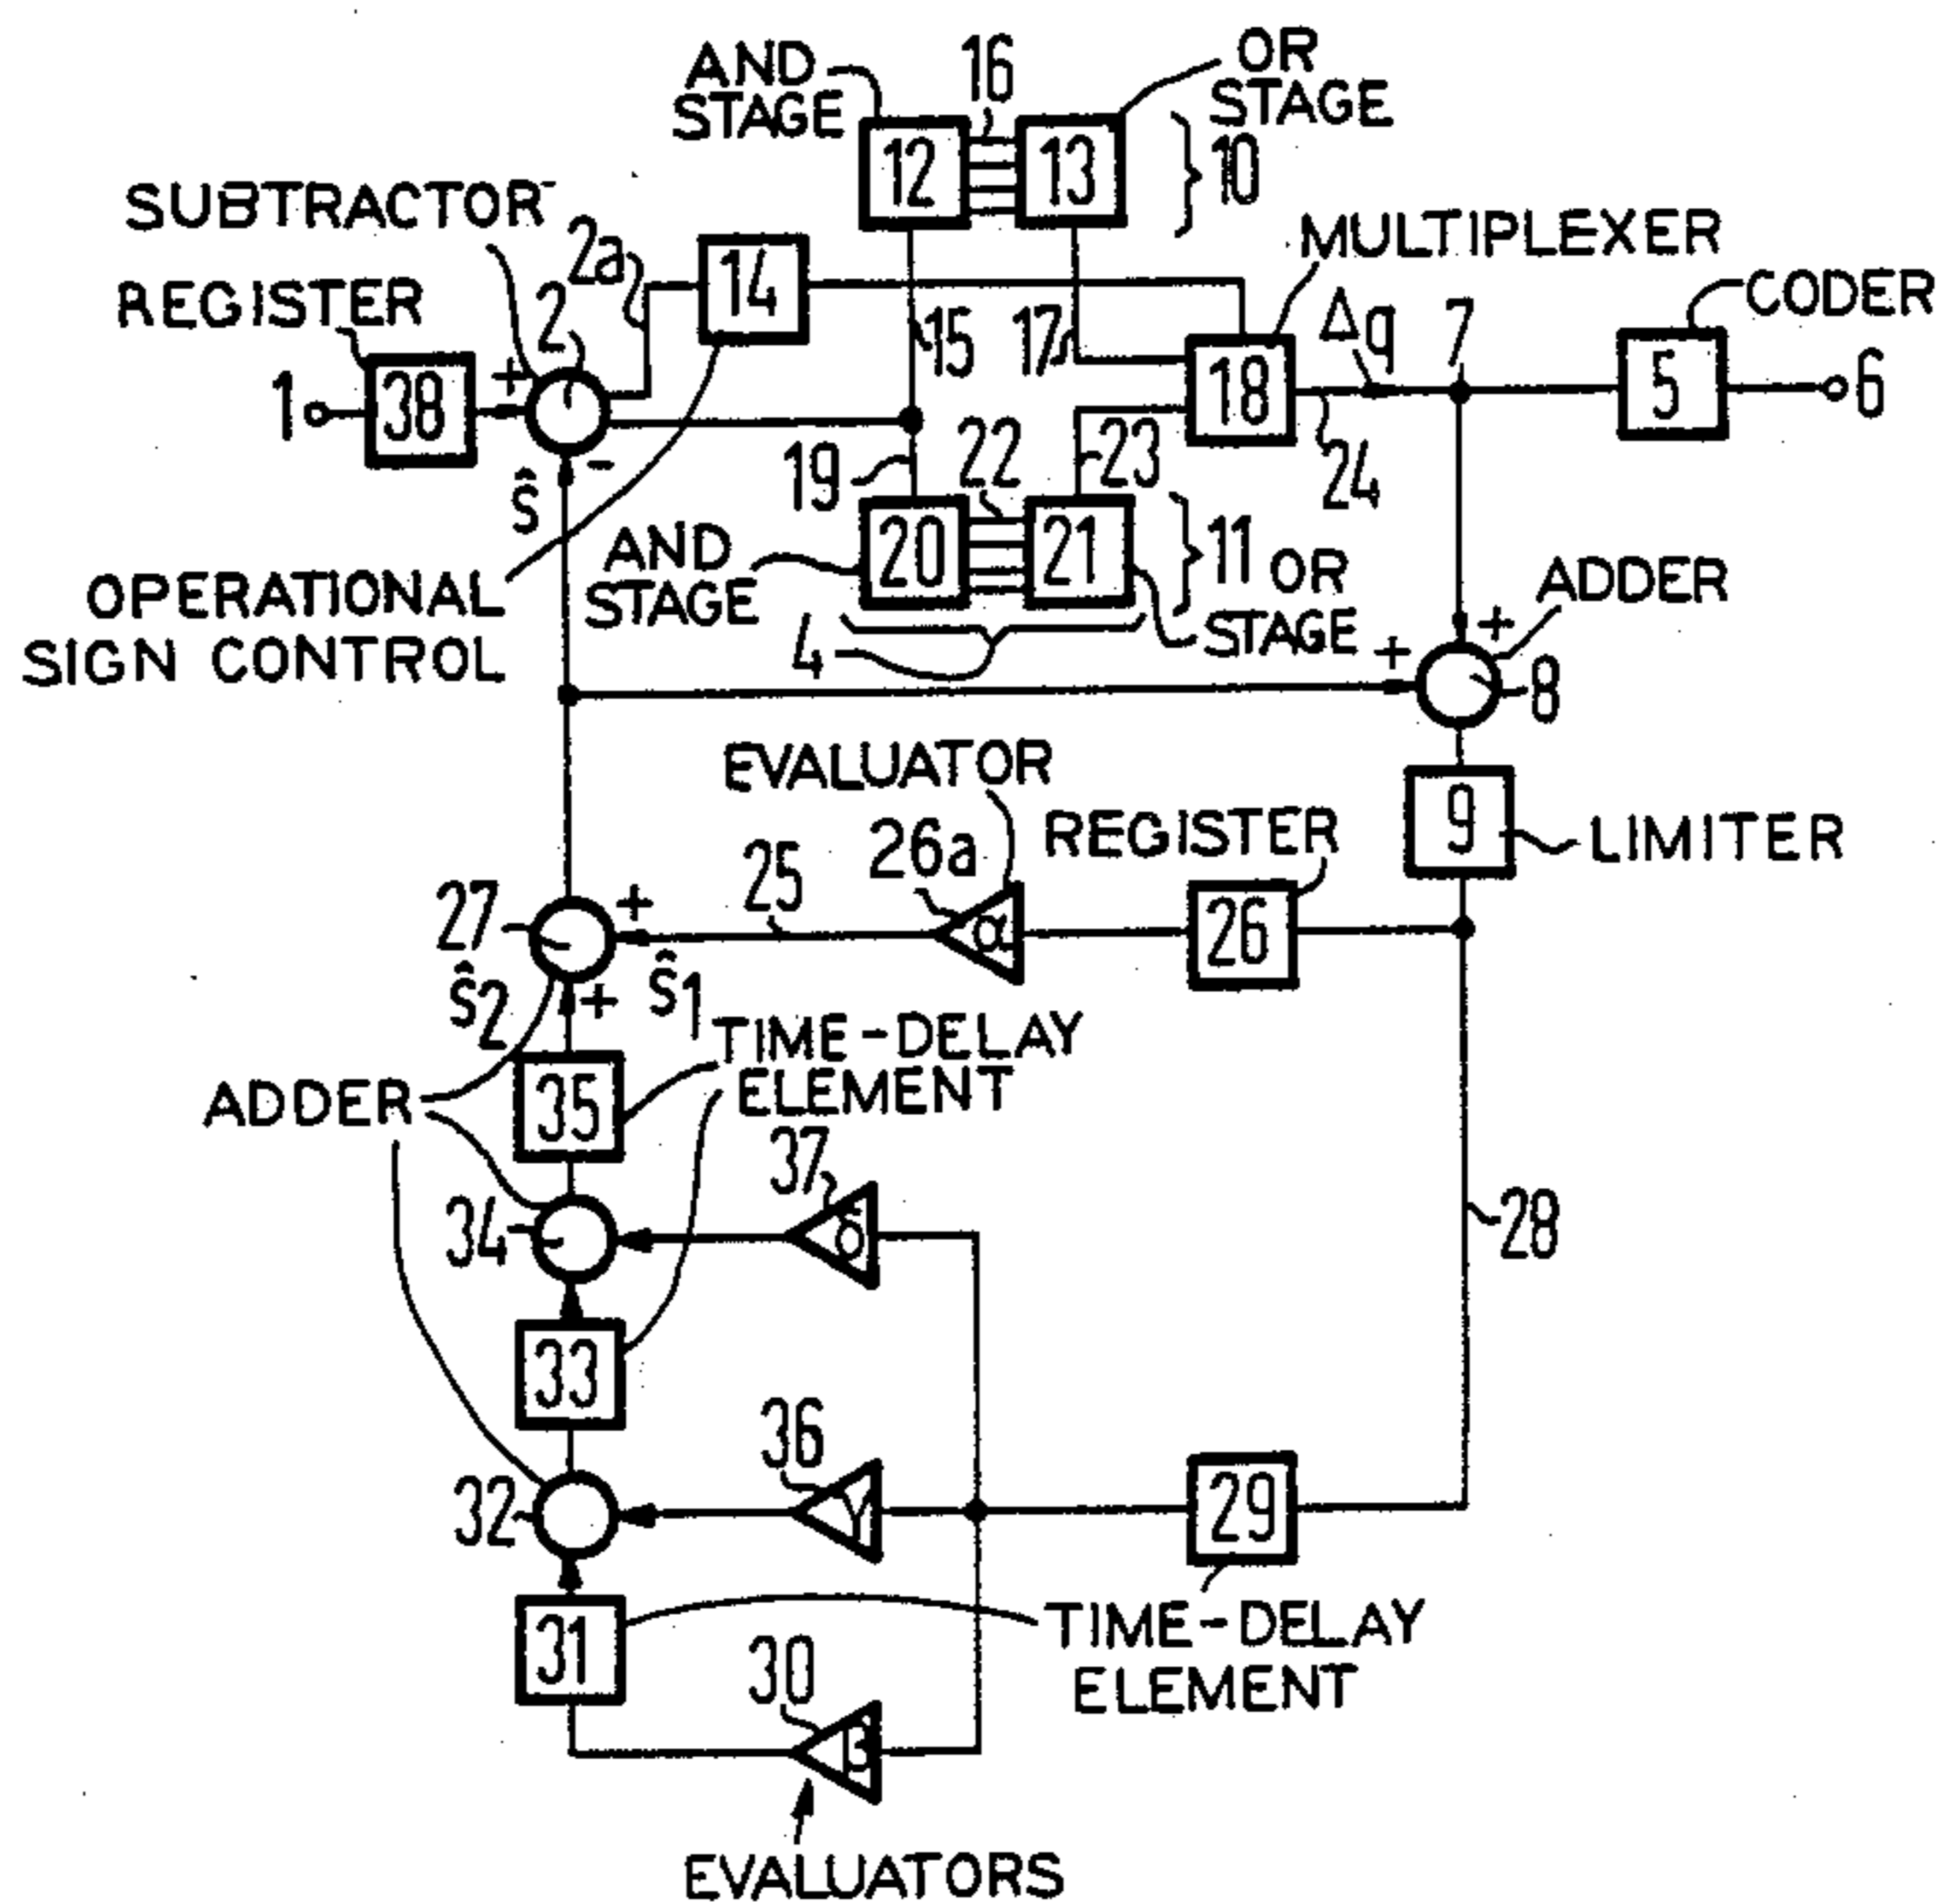 AND
STAGE
16
OR
STAGE
12
13
10
SUBTRACTOR
2a
14
MULTIPLEXER
REGISTER
2
15
17
Δq
7
CODER
1
38
+
18
5
6
19
22
23
24
ŝ
-
AND
STAGE
20
21
11
OR
STAGE
ADDER
OPERATIONAL
SIGN CONTROL
4
+
+
8
EVALUATOR
26a
REGISTER
9
LIMITER
25
27
+
α
26
ŝ2
+
ŝ1
TIME-DELAY
ELEMENT
ADDER
35
37
34
δ
28
33
36
32
γ
29
31
30
TIME-DELAY
ELEMENT
β
EVALUATORS